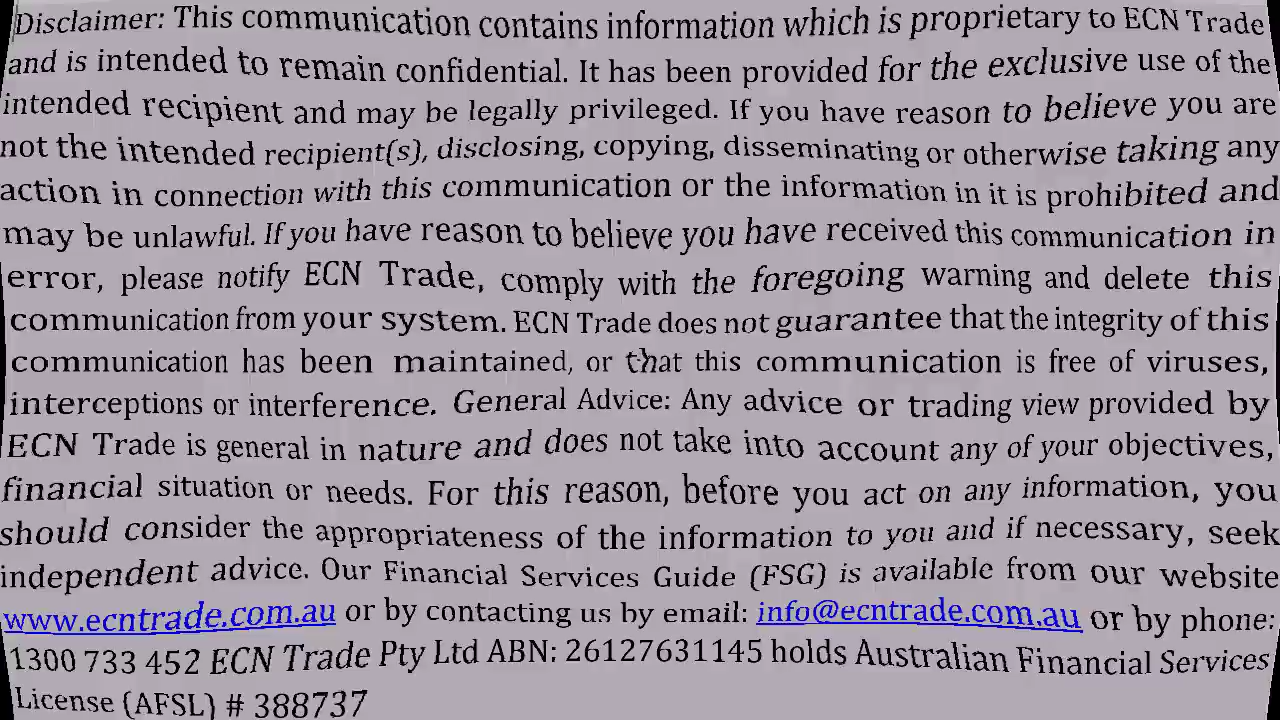 Disclaimer: This communication contains information which is proprietary to ECN Trade
and is intended to remain confidential. It has been provided for the exclusive use of the
intended recipient and may be legally privileged. If you have reason to believe you are
not the intended recipient(s), disclosing, copying, disseminating or otherwise taking any
action in connection with this communication or the information in it is prohibited and
may be unlawful. If you have reason to believe you have received this communication in
error, please notify ECN Trade, comply with the foregoing warning and delete this
communication from your system. ECN Trade does not guarantee that the integrity of this
communication has been maintained, or that this communication is free of viruses,
interceptions or interference. General Advice: Any advice or trading view provided by
ECN Trade is general in nature and does not take into account any of your objectives,
financial situation or needs. For this reason, before you act on any information, you
should consider the appropriateness of the information to you and if necessary, seek
independent advice. Our Financial Services Guide (FSG) is available from our website
www.ecntrade.com.au or by contacting us by email: info@ecntrade.com.au or by phone:
1300 733 452 ECN Trade Pty Ltd ABN: 26127631145 holds Australian Financial Services
License (AFSL) # 388737